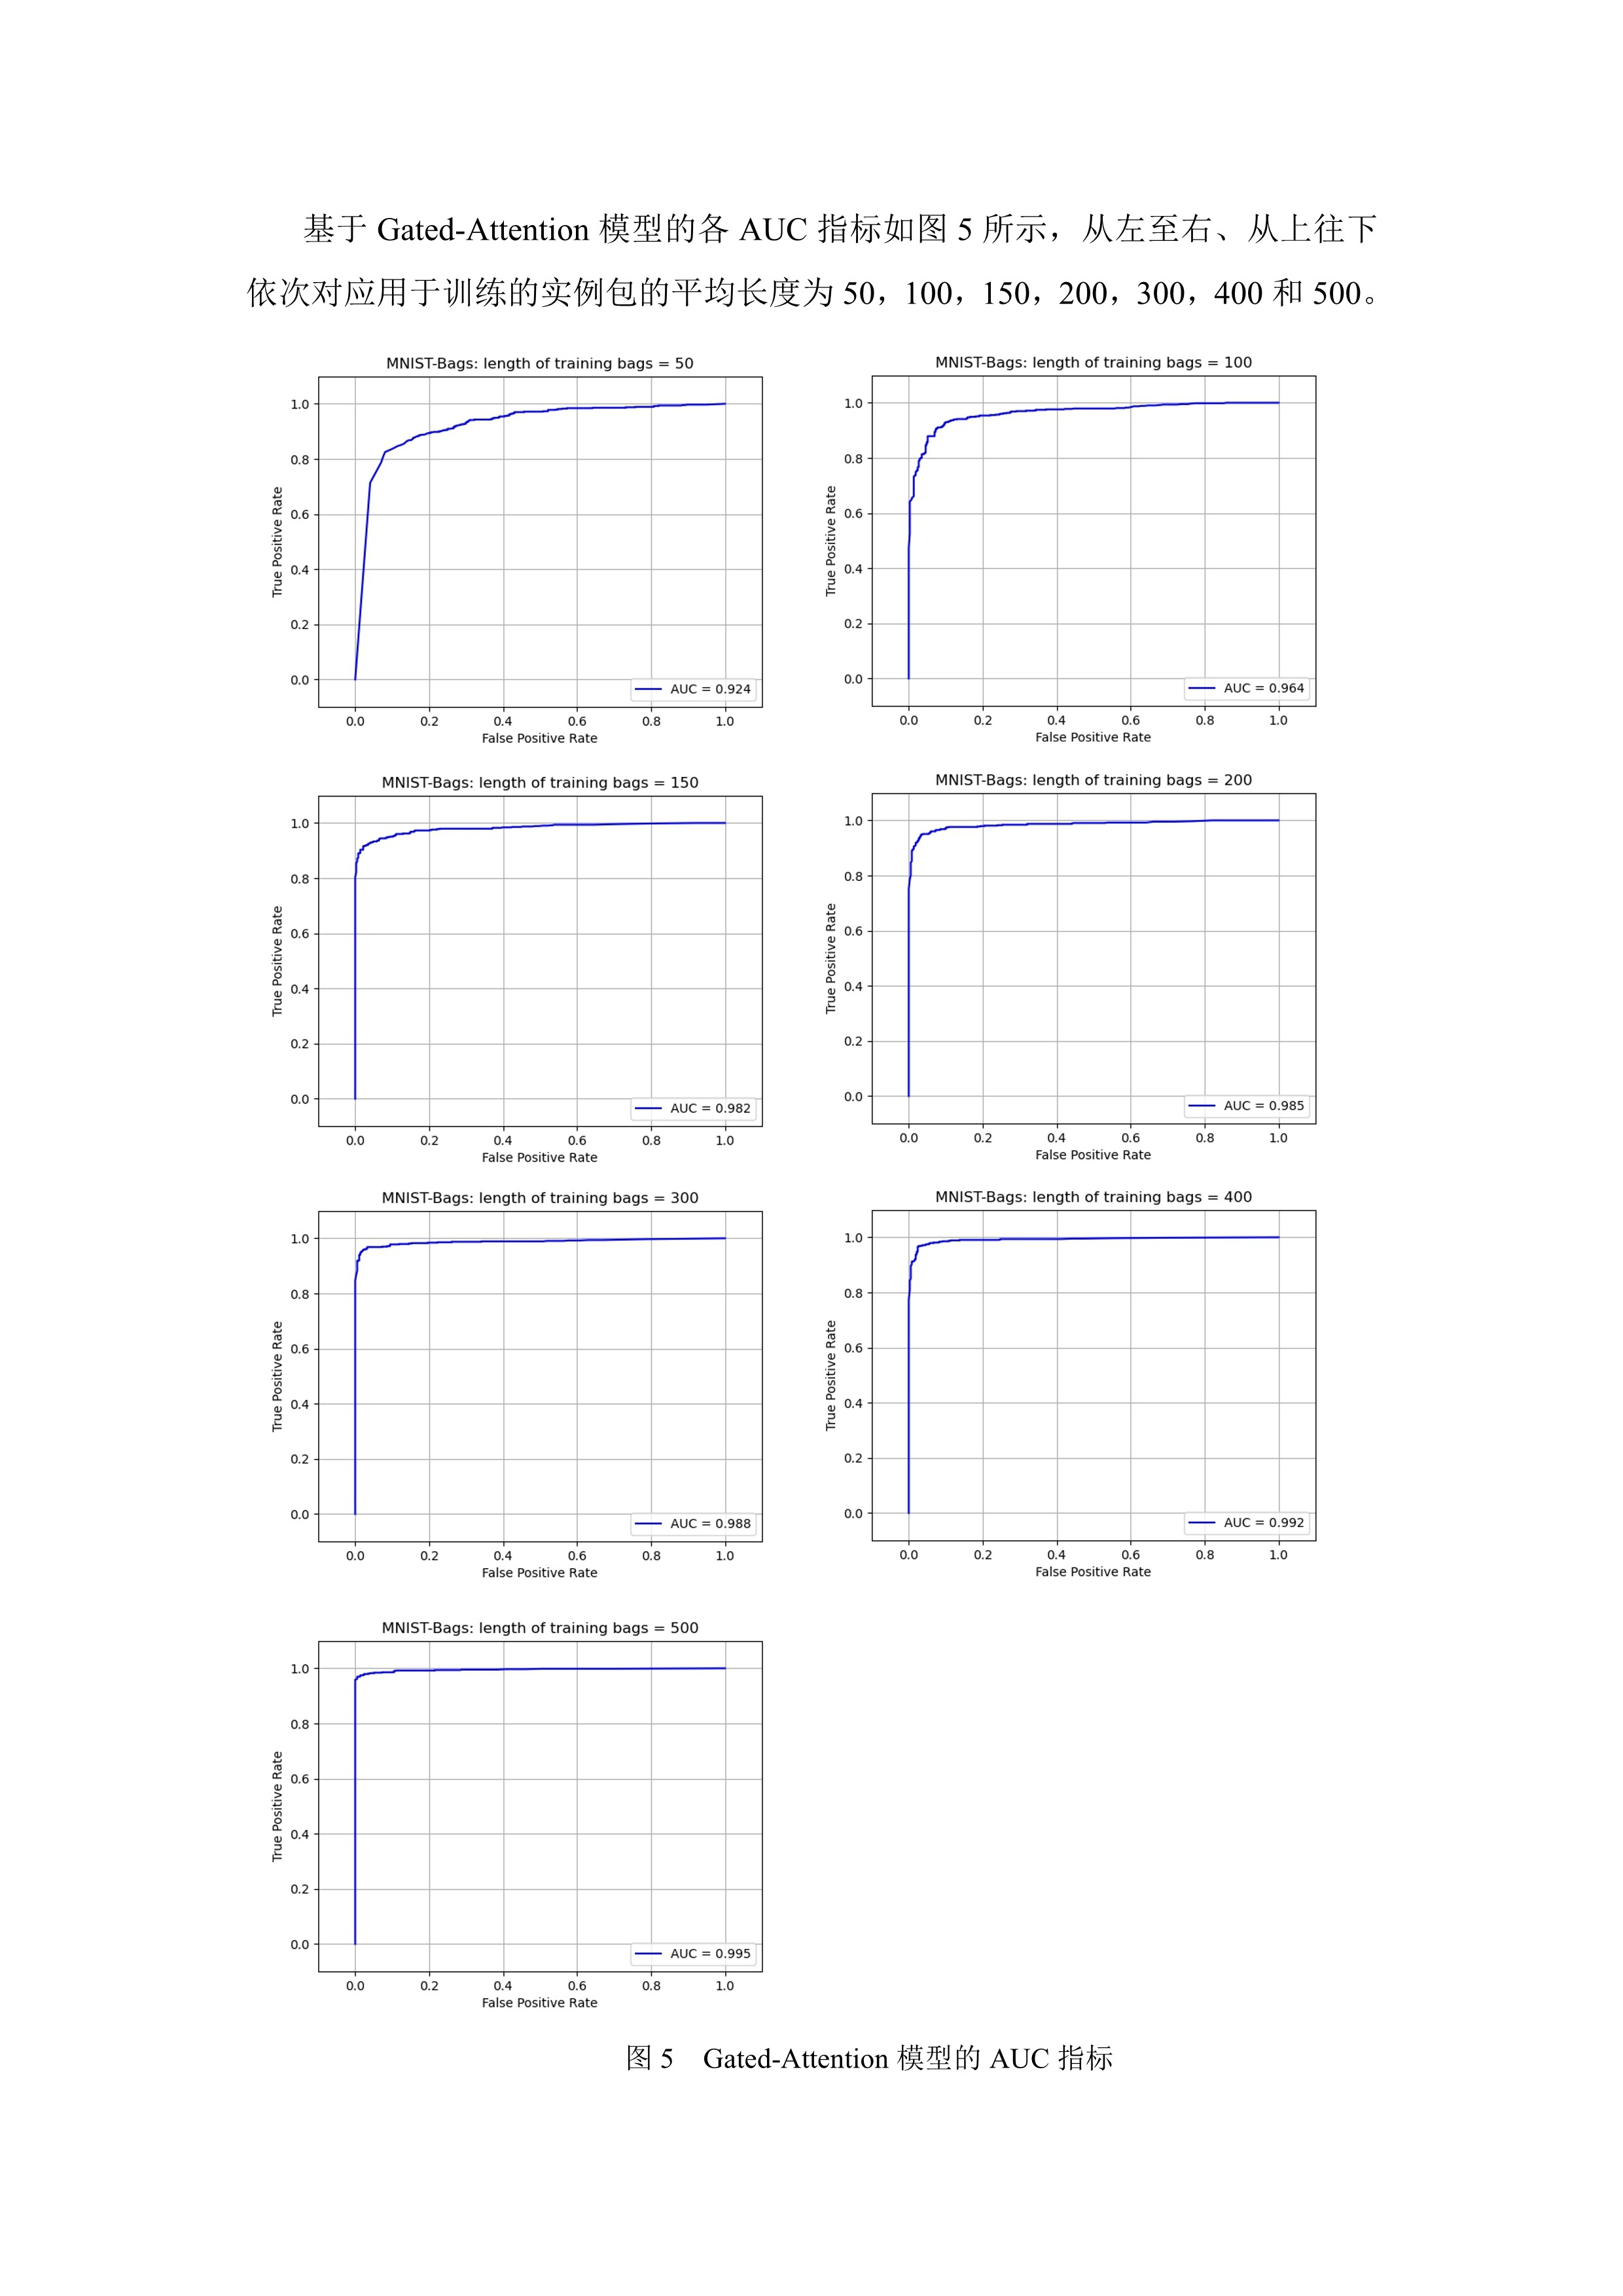 基于 Gated-Attention 模型的各 AUC 指标如图 5 所示，从左至右、从上往下
依次对应用于训练的实例包的平均长度为 50，100，150，200，300，400 和 500。
MNIST-Bags: length of training bags = 50
True Positive Rate
1.0
0.8
0.6
0.4
0.2
0.0
AUC = 0.924
0.0 0.2 0.4 0.6 0.8 1.0
False Positive Rate
MNIST-Bags: length of training bags = 100
True Positive Rate
1.0
0.8
0.6
0.4
0.2
0.0
AUC = 0.964
0.0 0.2 0.4 0.6 0.8 1.0
False Positive Rate
MNIST-Bags: length of training bags = 150
True Positive Rate
1.0
0.8
0.6
0.4
0.2
0.0
AUC = 0.982
0.0 0.2 0.4 0.6 0.8 1.0
False Positive Rate
MNIST-Bags: length of training bags = 200
True Positive Rate
1.0
0.8
0.6
0.4
0.2
0.0
AUC = 0.985
0.0 0.2 0.4 0.6 0.8 1.0
False Positive Rate
MNIST-Bags: length of training bags = 300
True Positive Rate
1.0
0.8
0.6
0.4
0.2
0.0
AUC = 0.988
0.0 0.2 0.4 0.6 0.8 1.0
False Positive Rate
MNIST-Bags: length of training bags = 400
True Positive Rate
1.0
0.8
0.6
0.4
0.2
0.0
AUC = 0.992
0.0 0.2 0.4 0.6 0.8 1.0
False Positive Rate
MNIST-Bags: length of training bags = 500
True Positive Rate
1.0
0.8
0.6
0.4
0.2
0.0
AUC = 0.995
0.0 0.2 0.4 0.6 0.8 1.0
False Positive Rate
图 5 Gated-Attention 模型的 AUC 指标